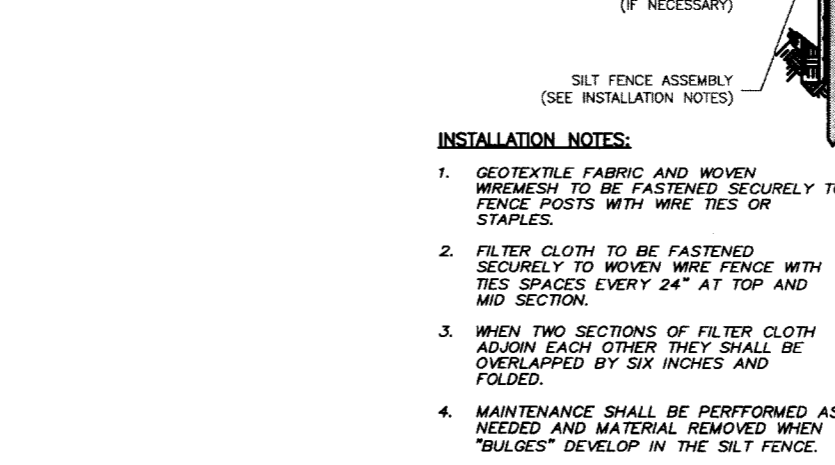 (IF NECESSARY)
SILT FENCE ASSEMBLY
(SEE INSTALLATION NOTES)
INSTALLATION NOTES:
1. GEOTEXTILE FABRIC AND WOVEN
WIREMESH TO BE FASTENED SECURELY TO
FENCE POSTS WITH WIRE TIES OR
STAPLES.
2. FILTER CLOTH TO BE FASTENED
SECURELY TO WOVEN WIRE FENCE WITH
TIES SPACES EVERY 24" AT TOP AND
MID SECTION.
3. WHEN TWO SECTIONS OF FILTER CLOTH
ADJOIN EACH OTHER THEY SHALL BE
OVERLAPPED BY SIX INCHES AND
FOLDED.
4. MAINTENANCE SHALL BE PERFFORMED AS
NEEDED AND MATERIAL REMOVED WHEN
"BULGES" DEVELOP IN THE SILT FENCE.